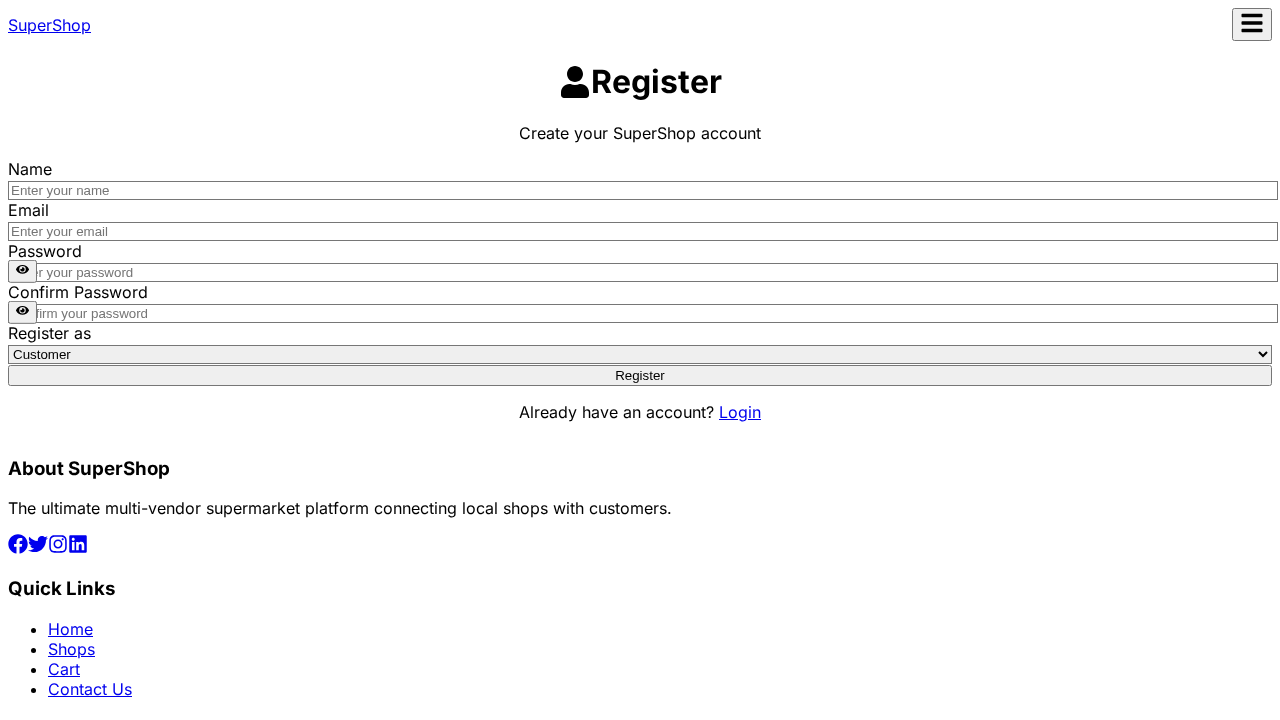 SuperShop
Register
Create your SuperShop account
Name
Enter your name
Email
Enter your email
Password
your password
Confirm Password
your password
Register as
Customer
Register
Already have an account? Login
About SuperShop
The ultimate multi-vendor supermarket platform connecting local shops with customers.
Quick Links
Home
Shops
Cart
Contact Us